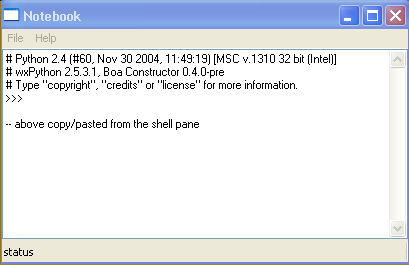 Notebook
File Help
# Python 2.4 (#60, Nov 30 2004, 11:49:19) [MSC v.1310 32 bit (Intel)]
# wxPython 2.5.3.1, Boa Constructor 0.4.0-pre
# Type "copyright", "credits" or "license" for more information.
>>>
-- above copy/pasted from the shell pane
status